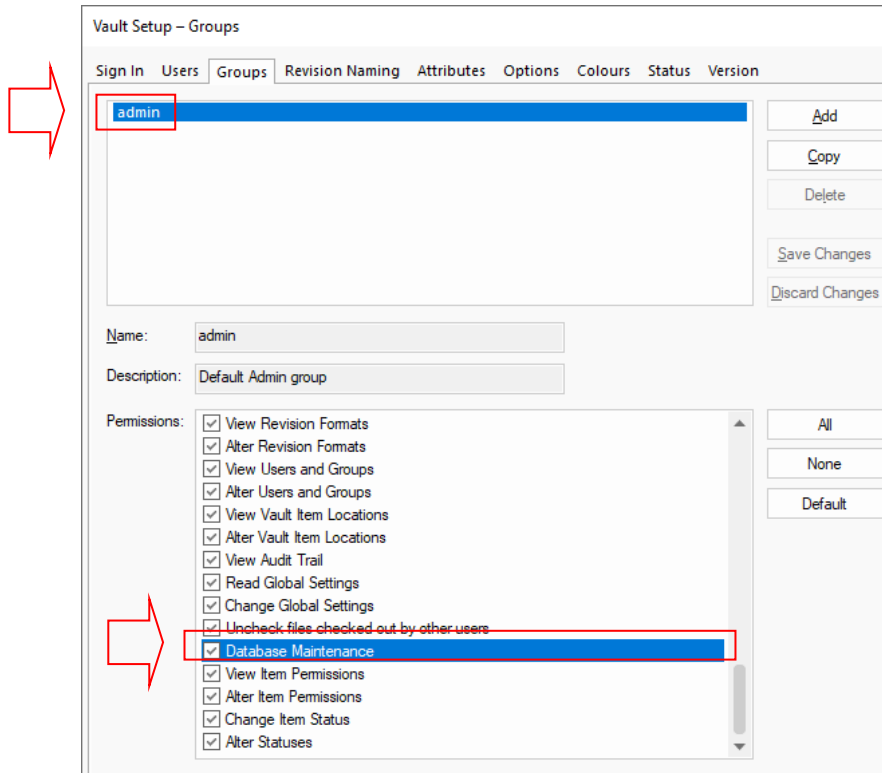 Vault Setup – Groups
Sign In Users Groups Revision Naming Attributes Options Colours Status Version
admin
Add
Copy
Delete
Save Changes
Discard Changes
Name: admin
Description: Default Admin group
Permissions:
View Revision Formats
Alter Revision Formats
View Users and Groups
Alter Users and Groups
View Vault Item Locations
Alter Vault Item Locations
View Audit Trail
Read Global Settings
Change Global Settings
Uncheck files checked out by other users
Database Maintenance
View Item Permissions
Alter Item Permissions
Change Item Status
Alter Statuses
All
None
Default